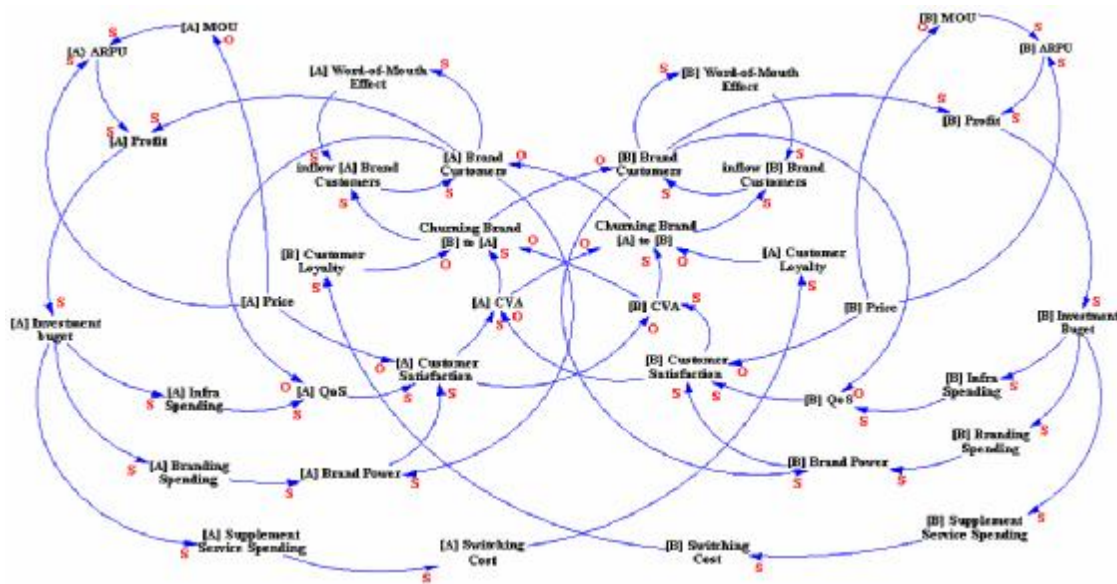 [A] MOU
[B] MOU
[A] ARPU
[B] ARPU
[A] Word-of-Mouth
Effect
[B] Word-of-Mouth
Effect
[A] Profit
[B] Profit
inflow [A] Brand
Customers
[A] Brand
Customers
[B] Brand
Customers
inflow [B] Brand
Customers
Churning Brand
[B] to [A]
Churning Brand
[A] to [B]
[B] Customer
Loyalty
[A] Customer
Loyalty
[A] Price
[A] CVA
[B] CVA
[B] Price
[A] Investment
buget
[B] Investment
Buget
[A] Customer
Satisfaction
[B] Customer
Satisfaction
[A] Infra
Spending
[A] QoS
[B] QoS
[B] Infra
Spending
[A] Branding
Spending
[A] Brand Power
[B] Brand Power
[B] Branding
Spending
[A] Supplement
Service Spending
[A] Switching
Cost
[B] Switching
Cost
[B] Supplement
Service Spending
S
S
O
O
S
S
S
S
S
S
S
S
S
S
S
S
O
O
S
S
S
S
O
O
O
O
S
S
S
S
S
S
O
O
S
S
O
O
S
S
O
O
S
S
S
S
S
S
S
S
S
S
S
S
S
S